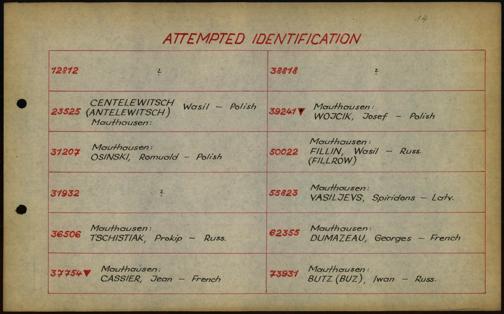 14
ATTEMPTED IDENTIFICATION
12812 ?
23525 CENTELEWITSCH Wasil - Polish
(ANTELEWITSCH)
Mauthausen:
31207 Mauthausen:
OSINSKI, Romuald - Polish
31932 ?
36506 Mauthausen:
TSCHISTIAK, Prokip - Russ.
37754▼ Mauthausen:
CASSIER, Jean - French
38818 ?
39241▼ Mauthausen:
WOJCIK, Josef - Polish
50022 Mauthausen:
FILLIN, Wasil - Russ.
(FILLROW)
55823 Mauthausen:
VASILJEVS, Spiridons - Latv.
62355 Mauthausen:
DUMAZEAU, Georges - French
73931 Mauthausen:
BUTZ (BUZ), Iwan - Russ.